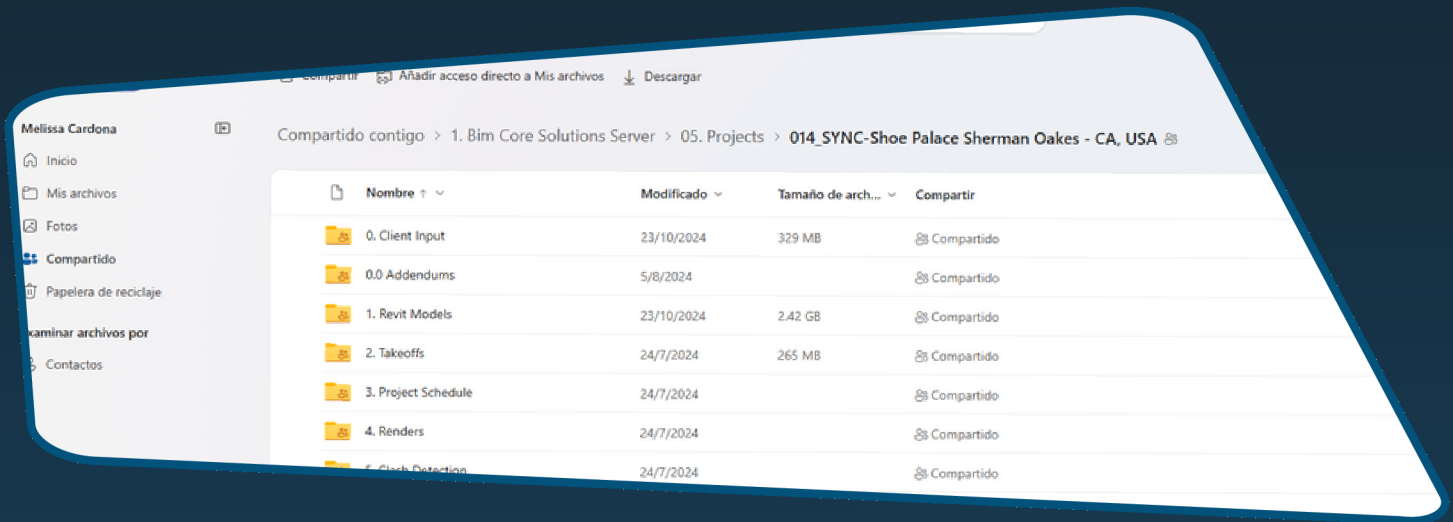 Compartir Añadir acceso directo a Mis archivos Descargar
Melissa Cardona
Inicio
Mis archivos
Fotos
Compartido
Papelera de reciclaje
xaminar archivos por
Contactos
Compartido contigo > 1. Bim Core Solutions Server > 05. Projects > 014_SYNC-Shoe Palace Sherman Oakes - CA, USA
Nombre ↑ Modificado Tamaño de arch... Compartir
0. Client Input 23/10/2024 329 MB Compartido
0.0 Addendums 5/8/2024 Compartido
1. Revit Models 23/10/2024 2.42 GB Compartido
2. Takeoffs 24/7/2024 265 MB Compartido
3. Project Schedule 24/7/2024 Compartido
4. Renders 24/7/2024 Compartido
5. Clash Detection 24/7/2024 Compartido